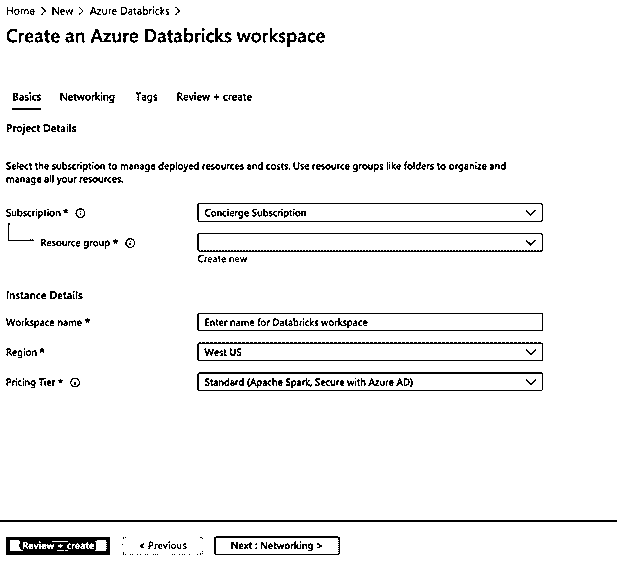 Home > New > Azure Databricks >
Create an Azure Databricks workspace
Basics Networking Tags Review + create
Project Details
Select the subscription to manage deployed resources and costs. Use resource groups like folders to organize and
manage all your resources.
Subscription * Concierge Subscription
Resource group *
Create new
Instance Details
Workspace name * Enter name for Databricks workspace
Region * West US
Pricing Tier * Standard (Apache Spark, Secure with Azure AD)
Review + create < Previous Next : Networking >